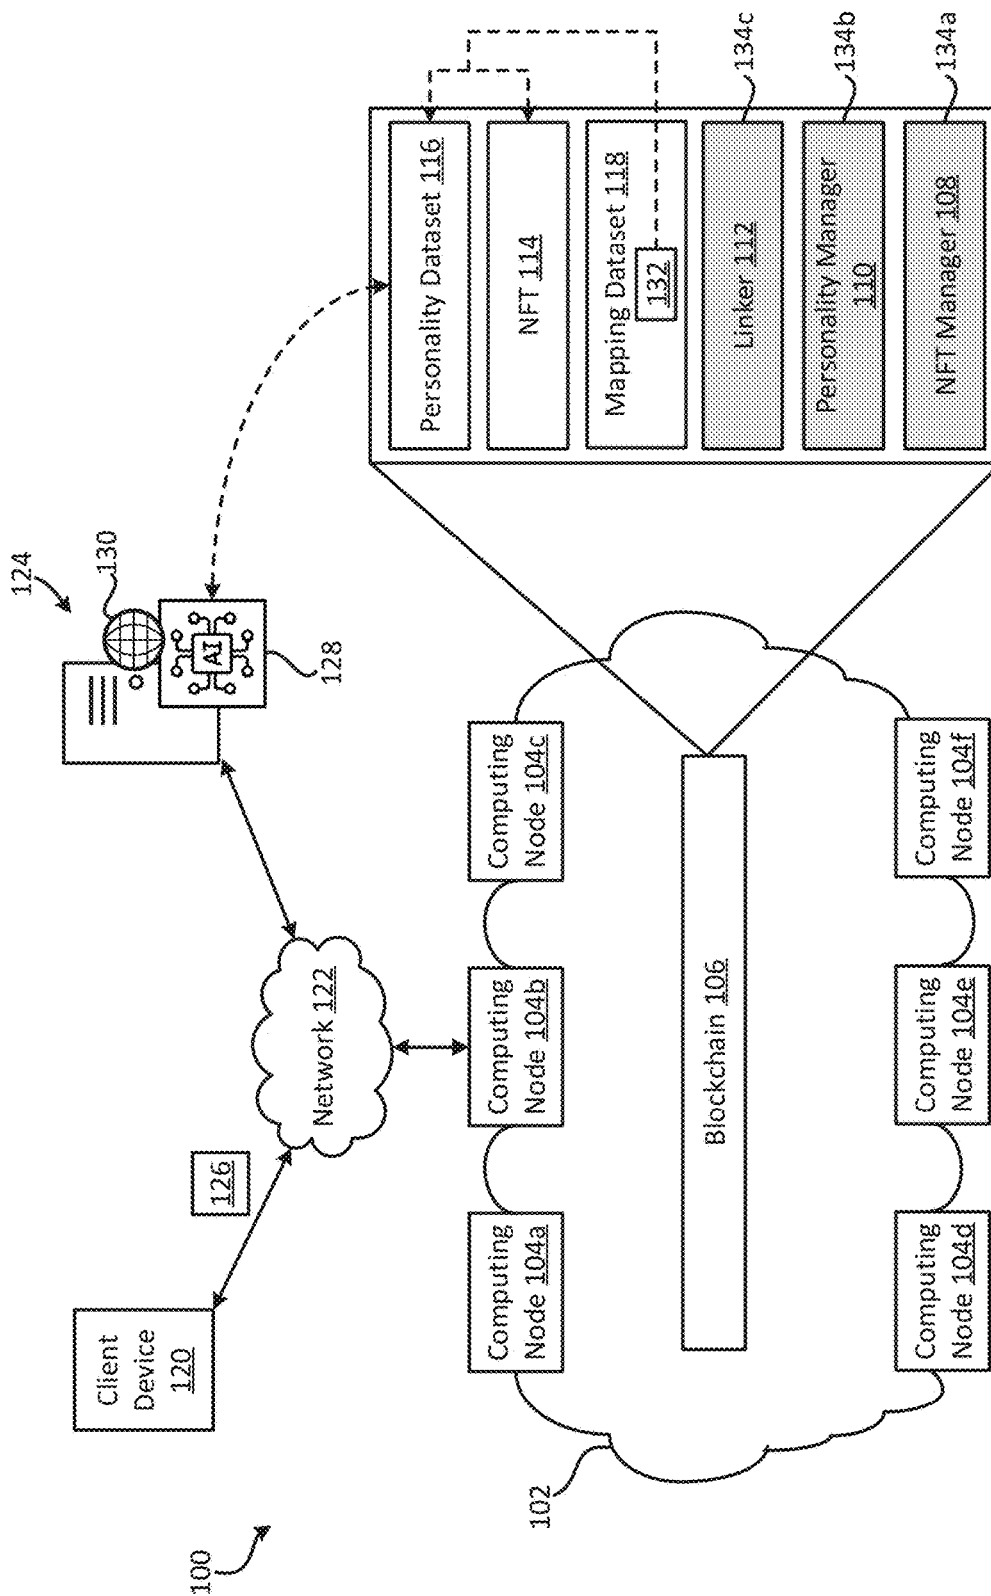 100
Client
Device
120
126
Network 122
124
130
AI
128
102
Computing
Node 104a
Computing
Node 104b
Computing
Node 104c
Blockchain 106
Computing
Node 104d
Computing
Node 104e
Computing
Node 104f
Personality Dataset 116
NFT 114
Mapping Dataset 118
132
Linker 112
134c
Personality Manager
110
134b
NFT Manager 108
134a